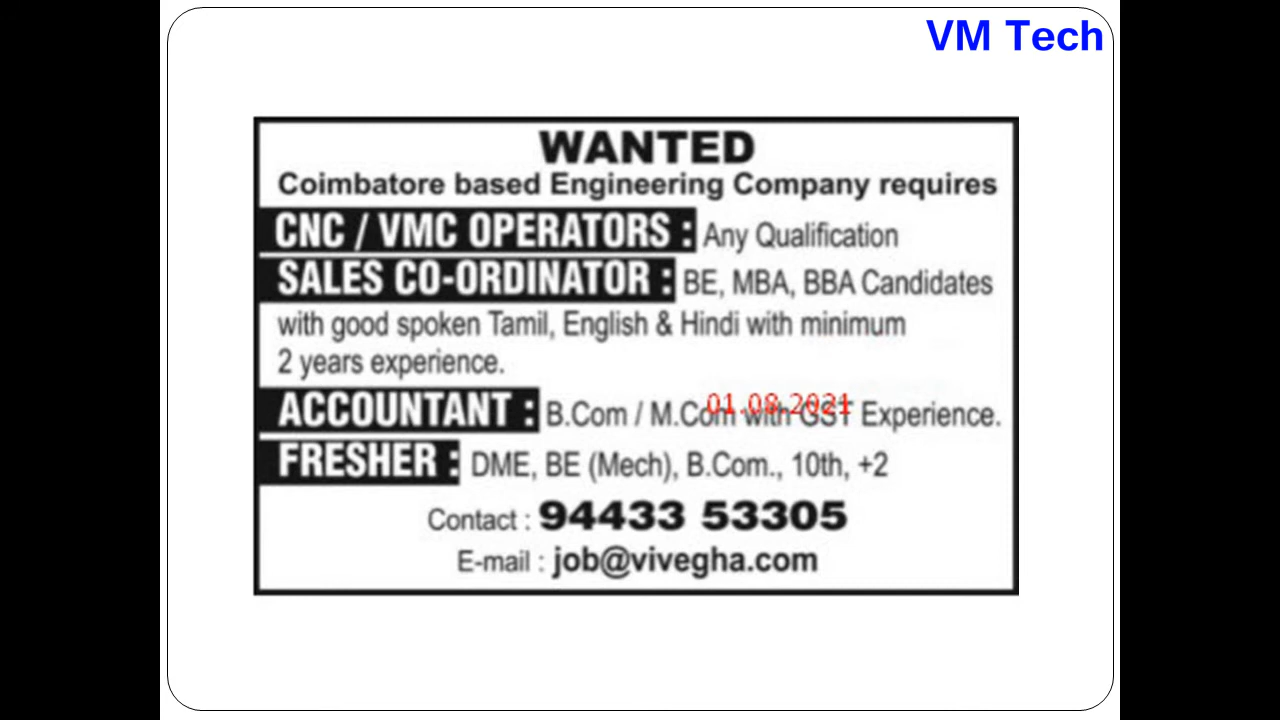 VM Tech
WANTED
Coimbatore based Engineering Company requires
CNC / VMC OPERATORS : Any Qualification
SALES CO-ORDINATOR : BE, MBA, BBA Candidates
with good spoken Tamil, English & Hindi with minimum
2 years experience.
01.08.2021
ACCOUNTANT : B.Com / M.Com with GST Experience.
FRESHER : DME, BE (Mech), B.Com., 10th, +2
Contact : 94433 53305
E-mail : job@vivegha.com